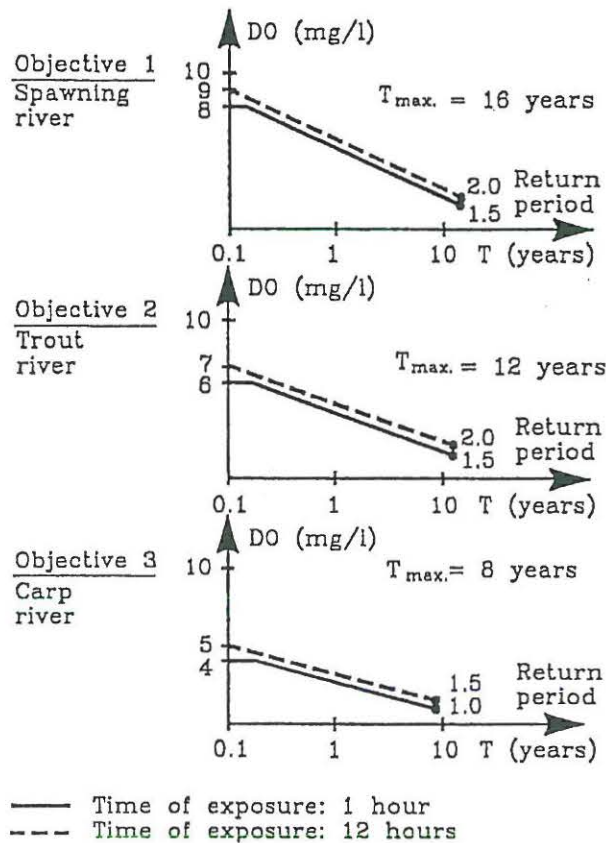 DO (mg/l)
Objective 1
Spawning
river
10
9
8
Tmax. = 16 years
2.0 Return
1.5 period
0.1 1 10 T (years)
DO (mg/l)
Objective 2
Trout
river
10
7
6
Tmax. = 12 years
2.0 Return
1.5 period
0.1 1 10 T (years)
DO (mg/l)
Objective 3
Carp
river
10
5
4
Tmax. = 8 years
1.5 Return
1.0 period
0.1 1 10 T (years)
Time of exposure: 1 hour
Time of exposure: 12 hours